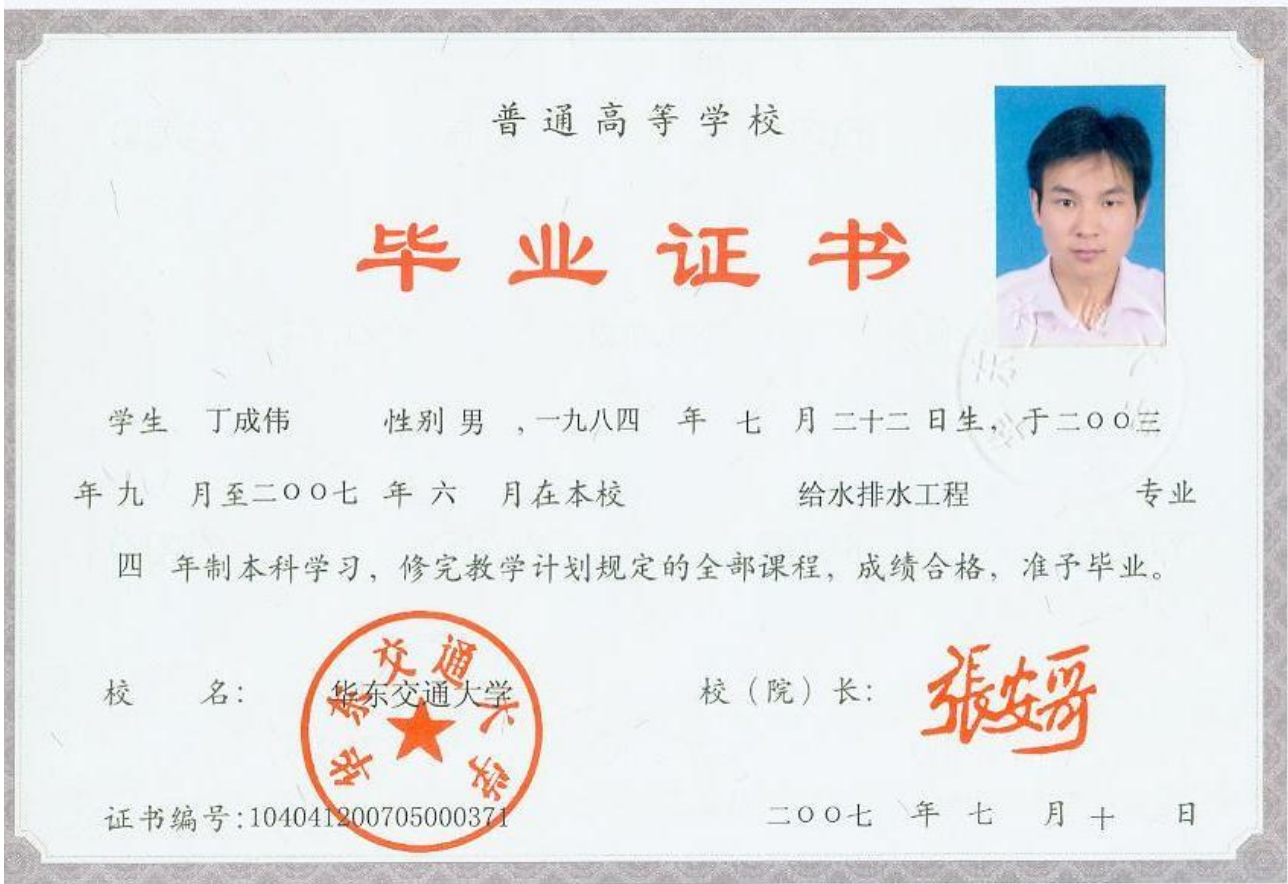 普通高等学校
毕业证书
学生 丁成伟 性别 男 ，一九八四 年 七 月 二十二 日生，于二〇〇三
年 九 月至二〇〇七 年 六 月在本校 给水排水工程 专业
四 年制本科学习，修完教学计划规定的全部课程，成绩合格，准予毕业。
校 名： 华东交通大学 校（院）长： 張安哥
华东交通大学
证书编号:104041200705000371 二〇〇七 年 七 月 十 日